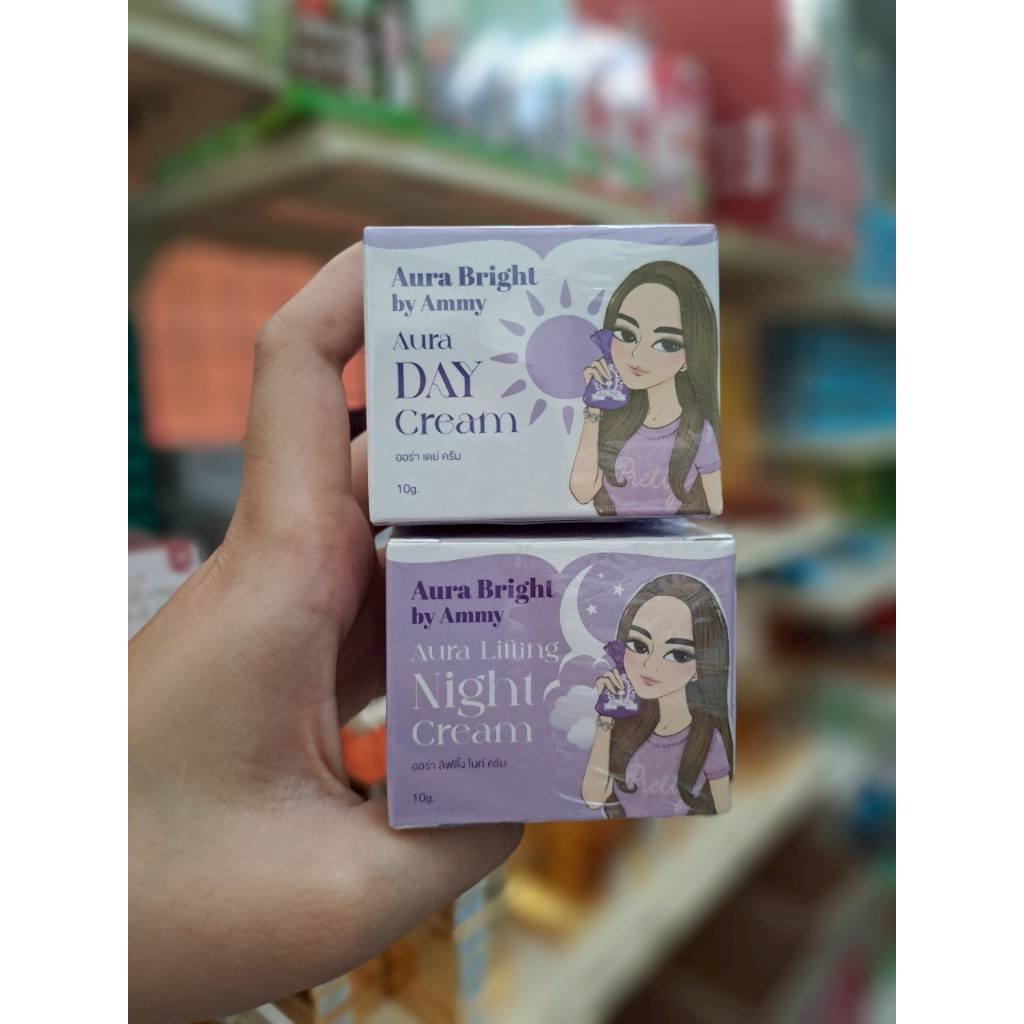 Aura Bright
by Ammy
Aura
DAY
Cream
ออร่า เดย์ ครีม
10g.
Pretty
Aura Bright
by Ammy
Aura Lifting
Night
Cream
ออร่า ลิฟติ้ง ไนท์ ครีม
10g.
Pretty